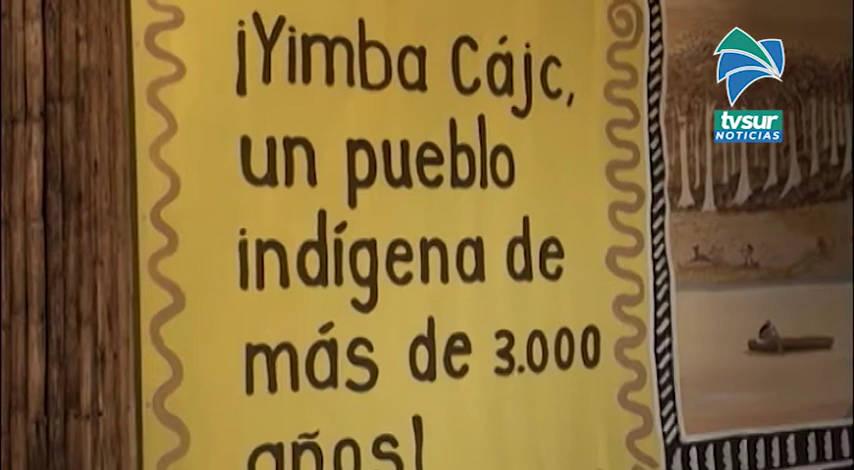 ¡Yimba Cájc,
un pueblo
indígena de
más de 3.000
años!
tvsur
NOTICIAS